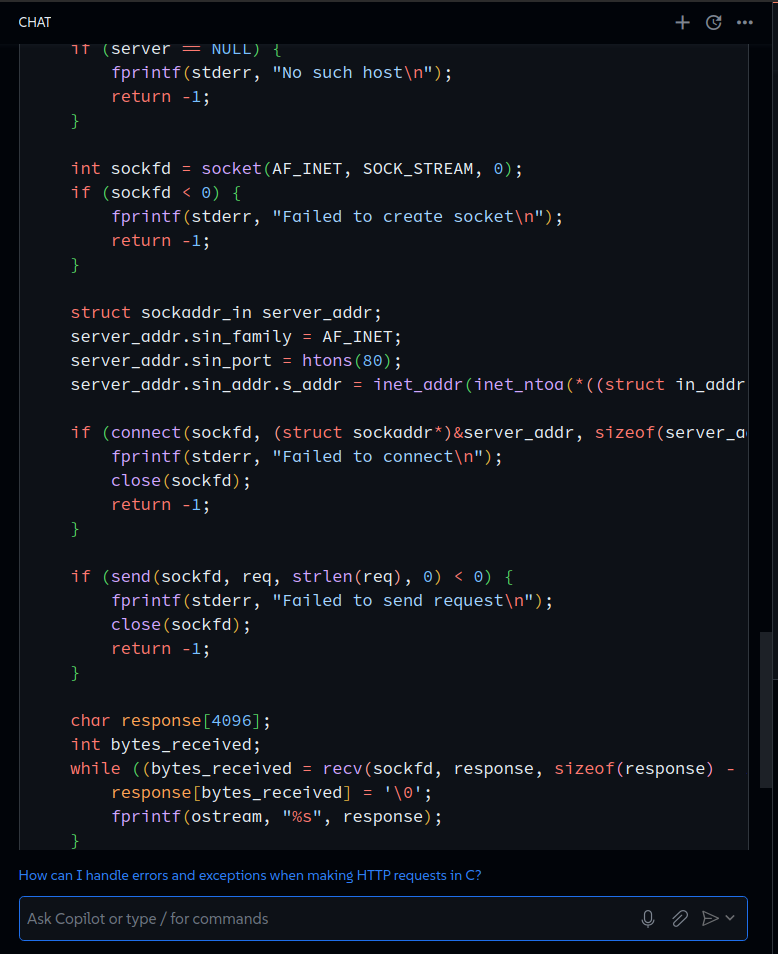 CHAT
if (server == NULL) {
fprintf(stderr, "No such host\n");
return -1;
}
int sockfd = socket(AF_INET, SOCK_STREAM, 0);
if (sockfd < 0) {
fprintf(stderr, "Failed to create socket\n");
return -1;
}
struct sockaddr_in server_addr;
server_addr.sin_family = AF_INET;
server_addr.sin_port = htons(80);
server_addr.sin_addr.s_addr = inet_addr(inet_ntoa(*((struct in_addr
if (connect(sockfd, (struct sockaddr*)&server_addr, sizeof(server_a
fprintf(stderr, "Failed to connect\n");
close(sockfd);
return -1;
}
if (send(sockfd, req, strlen(req), 0) < 0) {
fprintf(stderr, "Failed to send request\n");
close(sockfd);
return -1;
}
char response[4096];
int bytes_received;
while ((bytes_received = recv(sockfd, response, sizeof(response) -
response[bytes_received] = '\0';
fprintf(ostream, "%s", response);
}
How can I handle errors and exceptions when making HTTP requests in C?
Ask Copilot or type / for commands